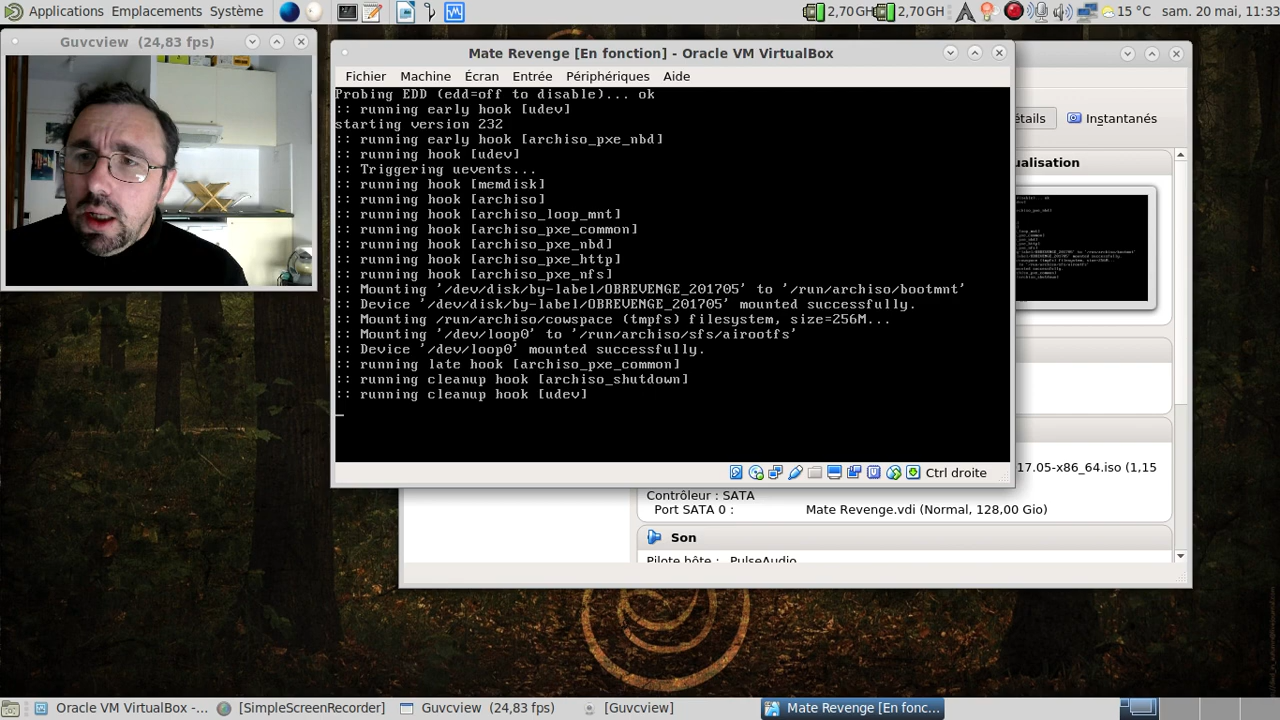 Applications Emplacements Système
2,70 GH 2,70 GH 15 °C sam. 20 mai, 11:33
Guvcview (24,83 fps)
Mate Revenge [En fonction] - Oracle VM VirtualBox
Fichier Machine Écran Entrée Périphériques Aide
Probing EDD (edd=off to disable)... ok
:: running early hook [udev]
starting version 232
:: running early hook [archiso_pxe_nbd]
:: running hook [udev]
:: Triggering uevents...
:: running hook [memdisk]
:: running hook [archiso]
:: running hook [archiso_loop_mnt]
:: running hook [archiso_pxe_common]
:: running hook [archiso_pxe_nbd]
:: running hook [archiso_pxe_http]
:: running hook [archiso_pxe_nfs]
:: Mounting '/dev/disk/by-label/OBREVENGE_201705' to '/run/archiso/bootmnt'
:: Device '/dev/disk/by-label/OBREVENGE_201705' mounted successfully.
:: Mounting /run/archiso/cowspace (tmpfs) filesystem, size=256M...
:: Mounting '/dev/loop0' to '/run/archiso/sfs/airootfs'
:: Device '/dev/loop0' mounted successfully.
:: running late hook [archiso_pxe_common]
:: running cleanup hook [archiso_shutdown]
:: running cleanup hook [udev]
Ctrl droite
étails Instantanés
ualisation
17.05-x86_64.iso (1,15
Contrôleur : SATA
Port SATA 0 : Mate Revenge.vdi (Normal, 128,00 Gio)
Son
Pilote hôte : PulseAudio
Oracle VM VirtualBox -... [SimpleScreenRecorder] Guvcview (24,83 fps) [Guvcview] Mate Revenge [En fonc...